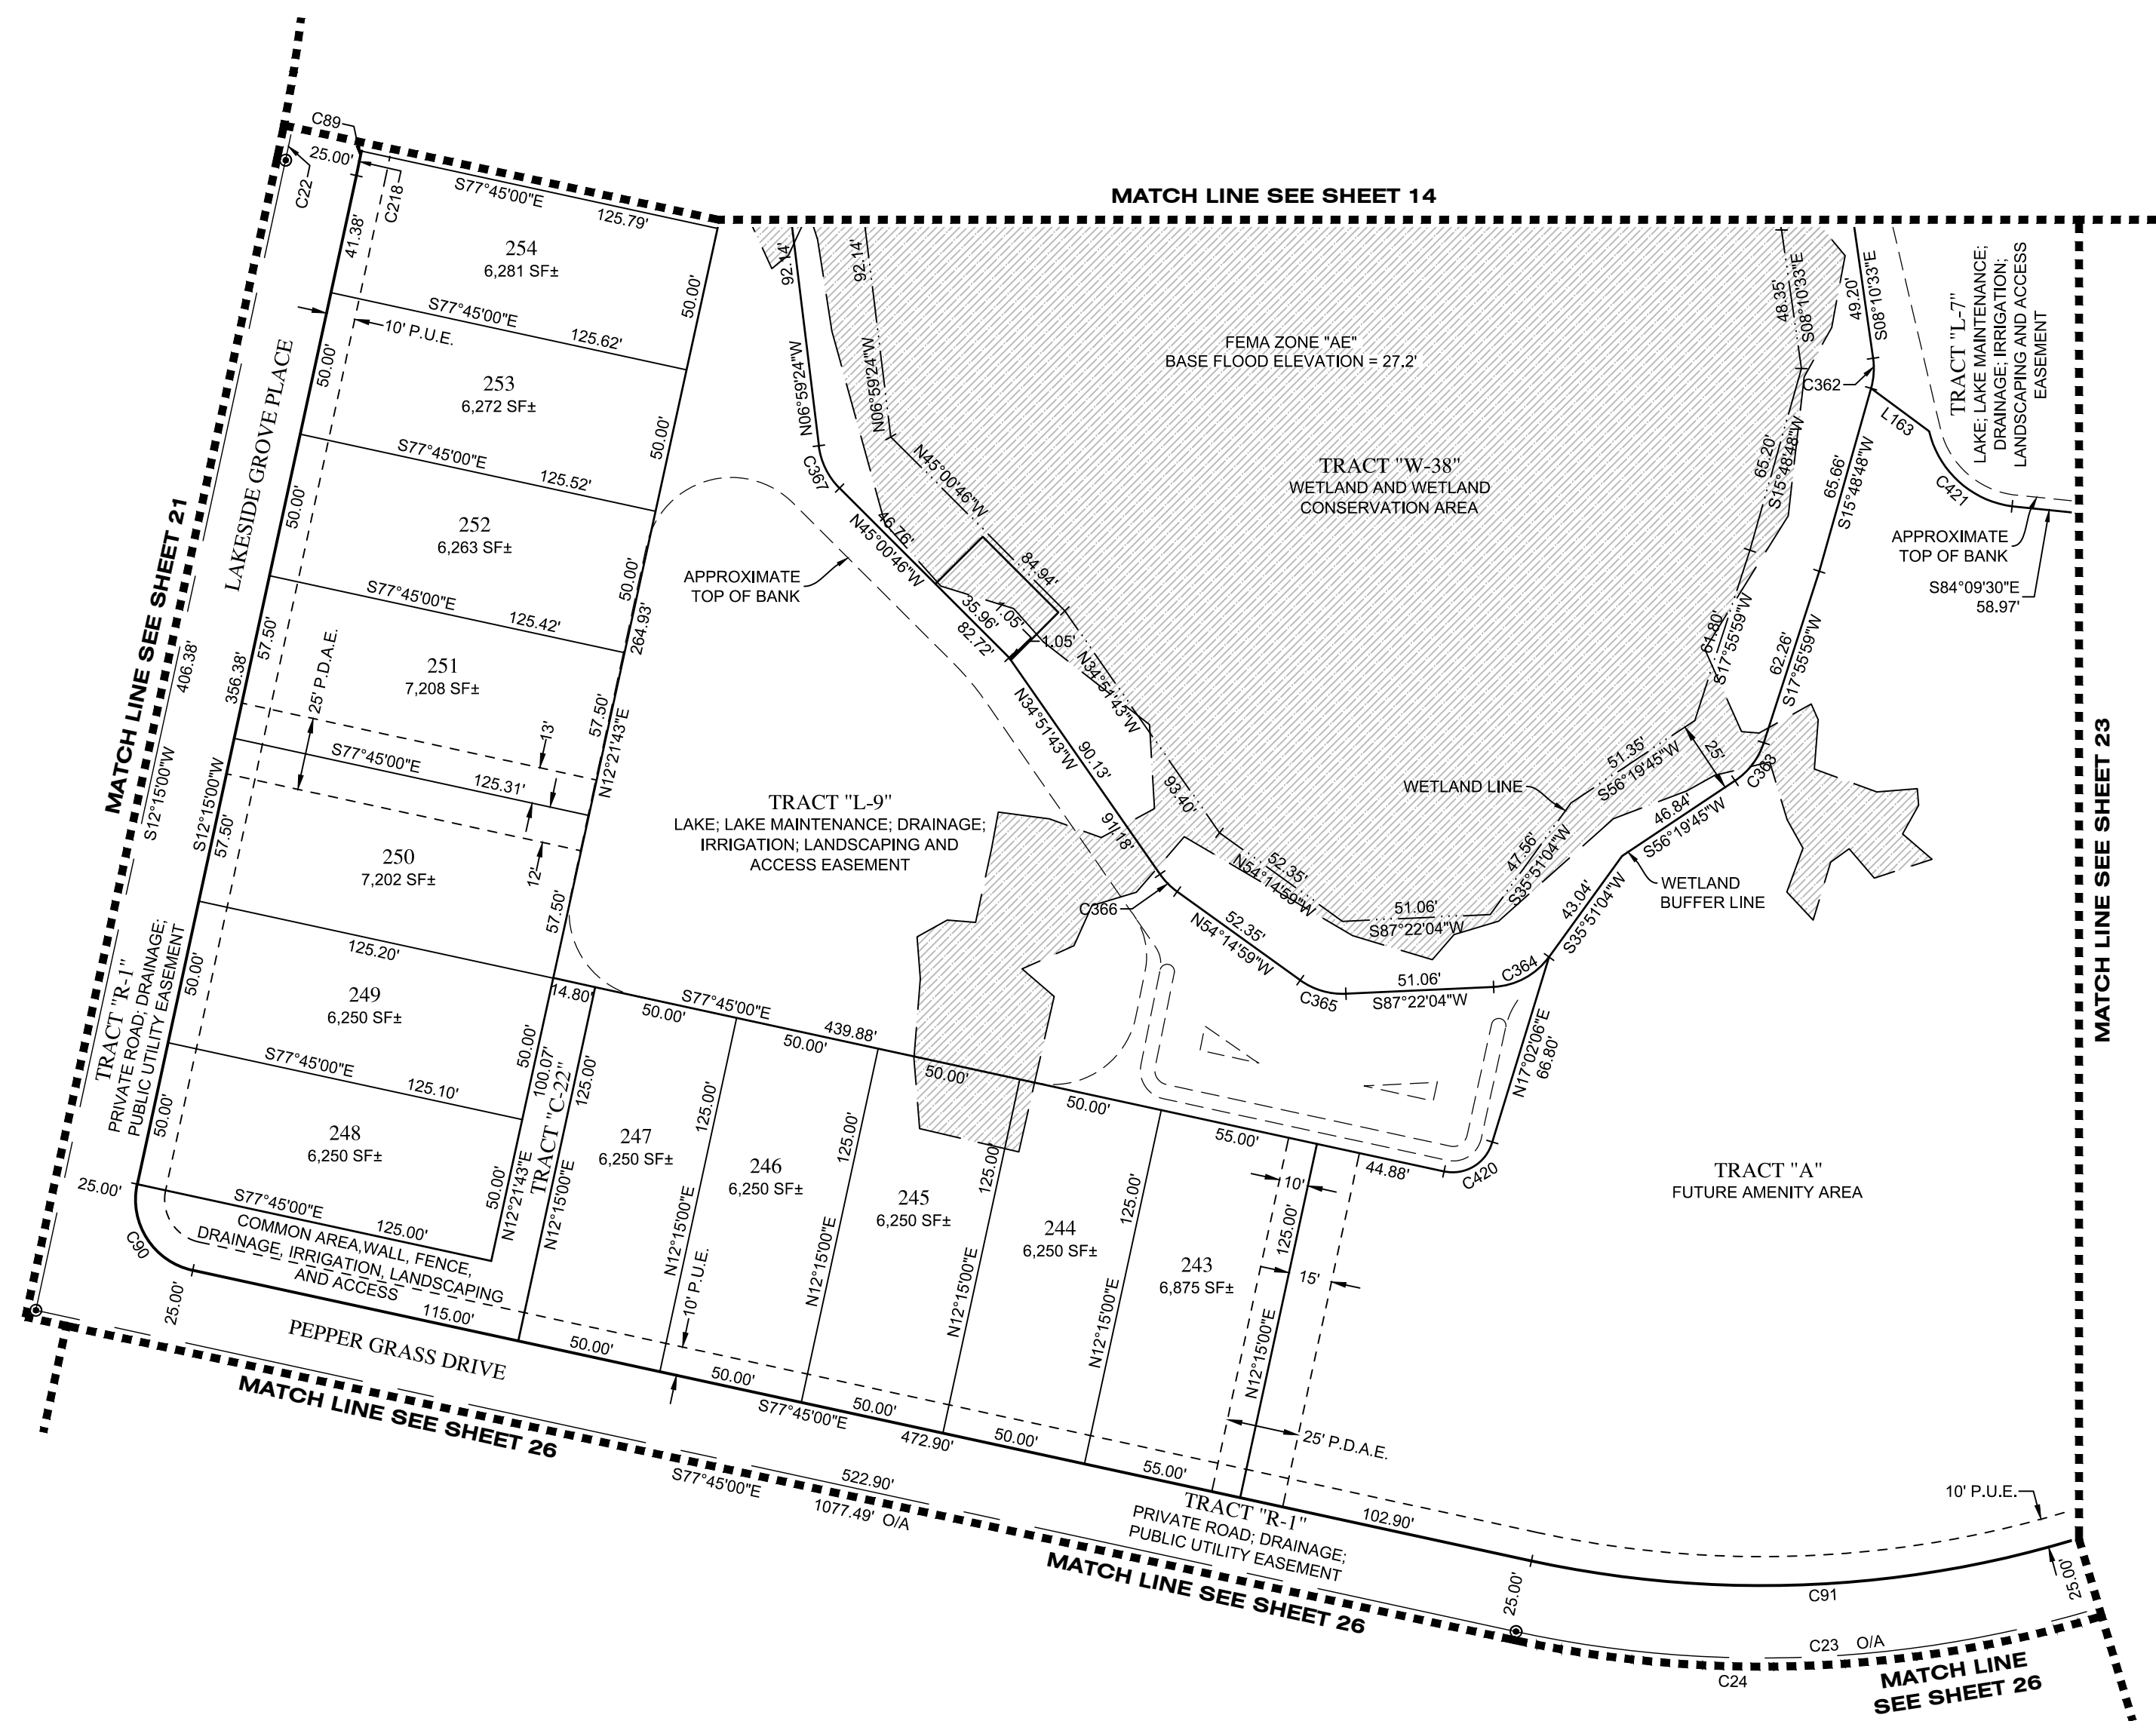 C89
25.00'
C22
C218
S77°45'00"E
125.79'
MATCH LINE SEE SHEET 14
41.38'
254
6,281 SF±
50.00'
S77°45'00"E
125.62'
10' P.U.E.
LAKESIDE GROVE PLACE
50.00'
253
6,272 SF±
50.00'
S77°45'00"E
125.52'
50.00'
252
6,263 SF±
50.00'
264.93'
S77°45'00"E
125.42'
57.50'
251
7,208 SF±
57.50'
N12°21'43"E
25' P.D.A.E.
13'
S77°45'00"E
125.31'
MATCH LINE SEE SHEET 21
406.38'
S12°15'00"W
356.38'
S12°15'00"W
57.50'
250
7,202 SF±
12'
57.50'
125.20'
TRACT "R-1"
PRIVATE ROAD; DRAINAGE;
PUBLIC UTILITY EASEMENT
50.00'
249
6,250 SF±
50.00'
100.07'
S77°45'00"E
125.10'
50.00'
248
6,250 SF±
50.00'
N12°21'43"E
25.00'
S77°45'00"E
125.00'
TRACT "C-22"
COMMON AREA,WALL, FENCE,
DRAINAGE, IRRIGATION, LANDSCAPING
AND ACCESS
C90
25.00'
115.00'
PEPPER GRASS DRIVE
MATCH LINE SEE SHEET 26
92.14'
N06°59'24"W
92.14'
N06°59'24"W
C367
N45°00'46"W
84.94'
46.76'
N45°00'46"W
35.96'
82.72'
1.05'
1.05'
APPROXIMATE
TOP OF BANK
FEMA ZONE "AE"
BASE FLOOD ELEVATION = 27.2'
TRACT "W-38"
WETLAND AND WETLAND
CONSERVATION AREA
48.35'
S08°10'33"E
49.20'
S08°10'33"E
C362
TRACT "L-7"
LAKE; LAKE MAINTENANCE;
DRAINAGE; IRRIGATION;
LANDSCAPING AND ACCESS
EASEMENT
L163
C421
65.20'
S15°48'48"W
65.66'
S15°48'48"W
APPROXIMATE
TOP OF BANK
S84°09'30"E
58.97'
61.80'
S17°55'59"W
62.26'
S17°55'59"W
N34°51'43"W
93.40'
N34°51'43"W
90.13'
91.18'
WETLAND LINE
51.35'
S56°19'45"W
25'
C363
46.84'
S56°19'45"W
47.56'
S35°51'04"W
WETLAND
BUFFER LINE
43.04'
S35°51'04"W
52.35'
N54°14'59"W
51.06'
S87°22'04"W
TRACT "L-9"
LAKE; LAKE MAINTENANCE; DRAINAGE;
IRRIGATION; LANDSCAPING AND
ACCESS EASEMENT
C366
52.35'
N54°14'59"W
C365
51.06'
S87°22'04"W
C364
N17°02'06"E
66.80'
C420
MATCH LINE SEE SHEET 23
14.80'
50.00'
S77°45'00"E
439.88'
50.00'
50.00'
50.00'
55.00'
44.88'
125.00'
N12°15'00"E
247
6,250 SF±
125.00'
N12°15'00"E
246
6,250 SF±
125.00'
N12°15'00"E
245
6,250 SF±
125.00'
N12°15'00"E
244
6,250 SF±
125.00'
N12°15'00"E
243
6,875 SF±
10'
125.00'
15'
N12°15'00"E
TRACT "A"
FUTURE AMENITY AREA
10' P.U.E.
50.00'
50.00'
50.00'
50.00'
55.00'
25' P.D.A.E.
S77°45'00"E
472.90'
102.90'
522.90'
S77°45'00"E
1077.49' O/A
TRACT "R-1"
PRIVATE ROAD; DRAINAGE;
PUBLIC UTILITY EASEMENT
MATCH LINE SEE SHEET 26
10' P.U.E.
25.00'
C91
25.00'
C23 O/A
C24
MATCH LINE
SEE SHEET 26